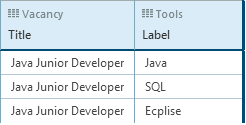 Vacancy Tools
Title Label
Java Junior Developer Java
Java Junior Developer SQL
Java Junior Developer Ecplise